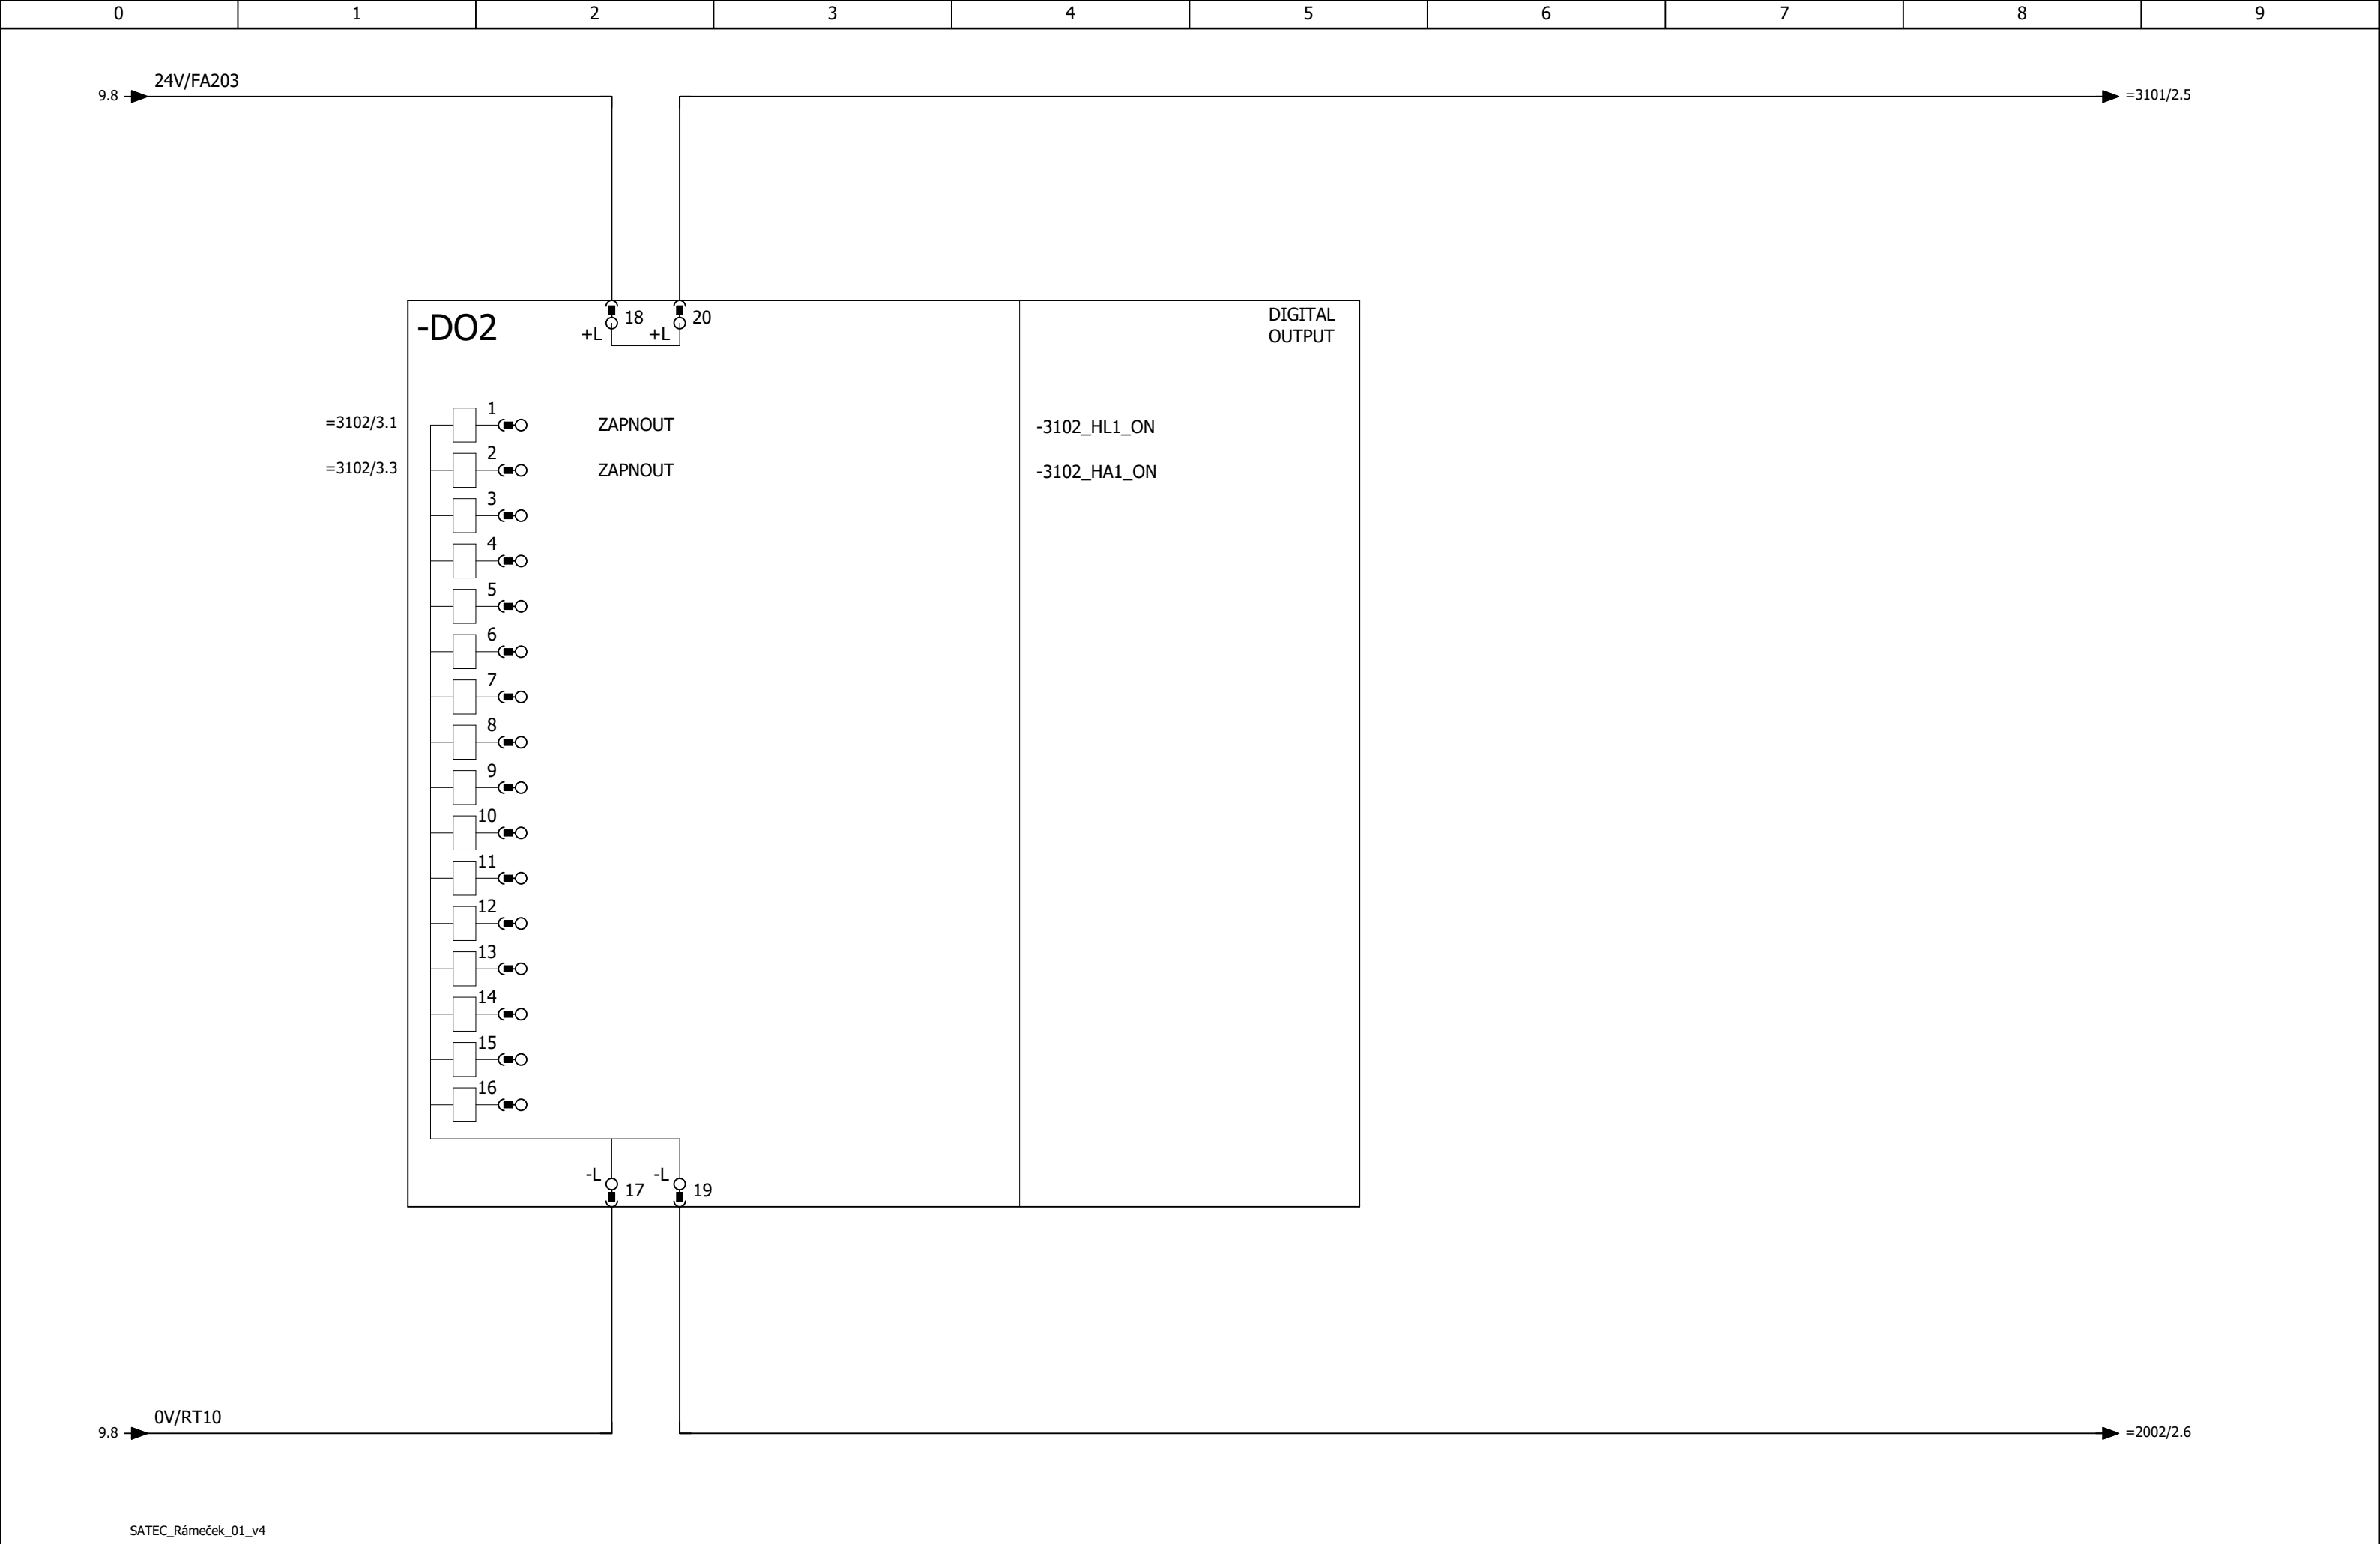 0 1 2 3 4 5 6 7 8 9
24V/FA203
9.8
=3101/2.5
-DO2
18
20
+L
+L
DIGITAL
OUTPUT
=3102/3.1
1
ZAPNOUT
-3102_HL1_ON
=3102/3.3
2
ZAPNOUT
-3102_HA1_ON
3
4
5
6
7
8
9
10
11
12
13
14
15
16
-L
-L
17
19
0V/RT10
9.8
=2002/2.6
SATEC_Rámeček_01_v4